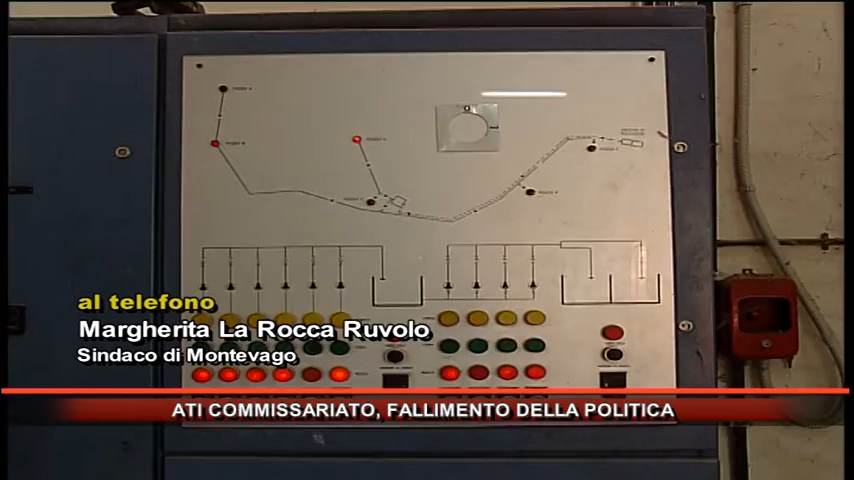 al telefono
Margherita La Rocca Ruvolo
Sindaco di Montevago
ATI COMMISSARIATO, FALLIMENTO DELLA POLITICA